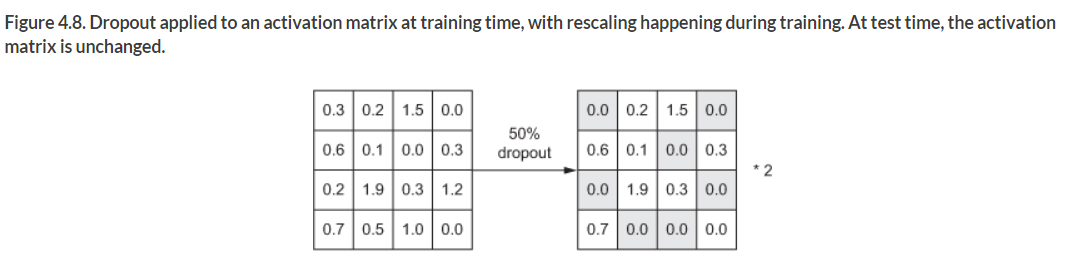 Figure 4.8. Dropout applied to an activation matrix at training time, with rescaling happening during training. At test time, the activation
matrix is unchanged.
0.3 0.2 1.5 0.0
0.6 0.1 0.0 0.3
0.2 1.9 0.3 1.2
0.7 0.5 1.0 0.0
50%
dropout
0.0 0.2 1.5 0.0
0.6 0.1 0.0 0.3
0.0 1.9 0.3 0.0
0.7 0.0 0.0 0.0
* 2